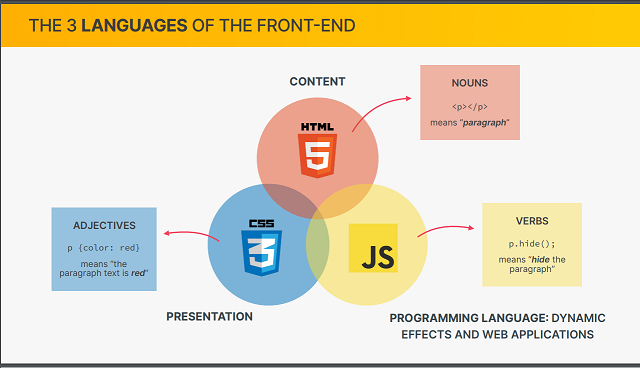 THE 3 LANGUAGES OF THE FRONT-END
CONTENT
HTML
5
NOUNS
<p></p>
means “paragraph”
CSS
3
ADJECTIVES
p {color: red}
means “the
paragraph text is red”
JS
VERBS
p.hide();
means “hide the
paragraph”
PRESENTATION
PROGRAMMING LANGUAGE: DYNAMIC
EFFECTS AND WEB APPLICATIONS